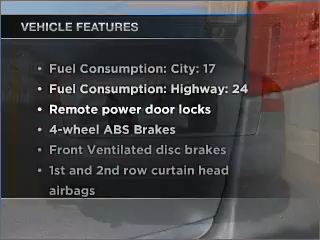 VEHICLE FEATURES
• Fuel Consumption: City: 17
• Fuel Consumption: Highway: 24
• Remote power door locks
• 4-wheel ABS Brakes
• Front Ventilated disc brakes
• 1st and 2nd row curtain head
airbags